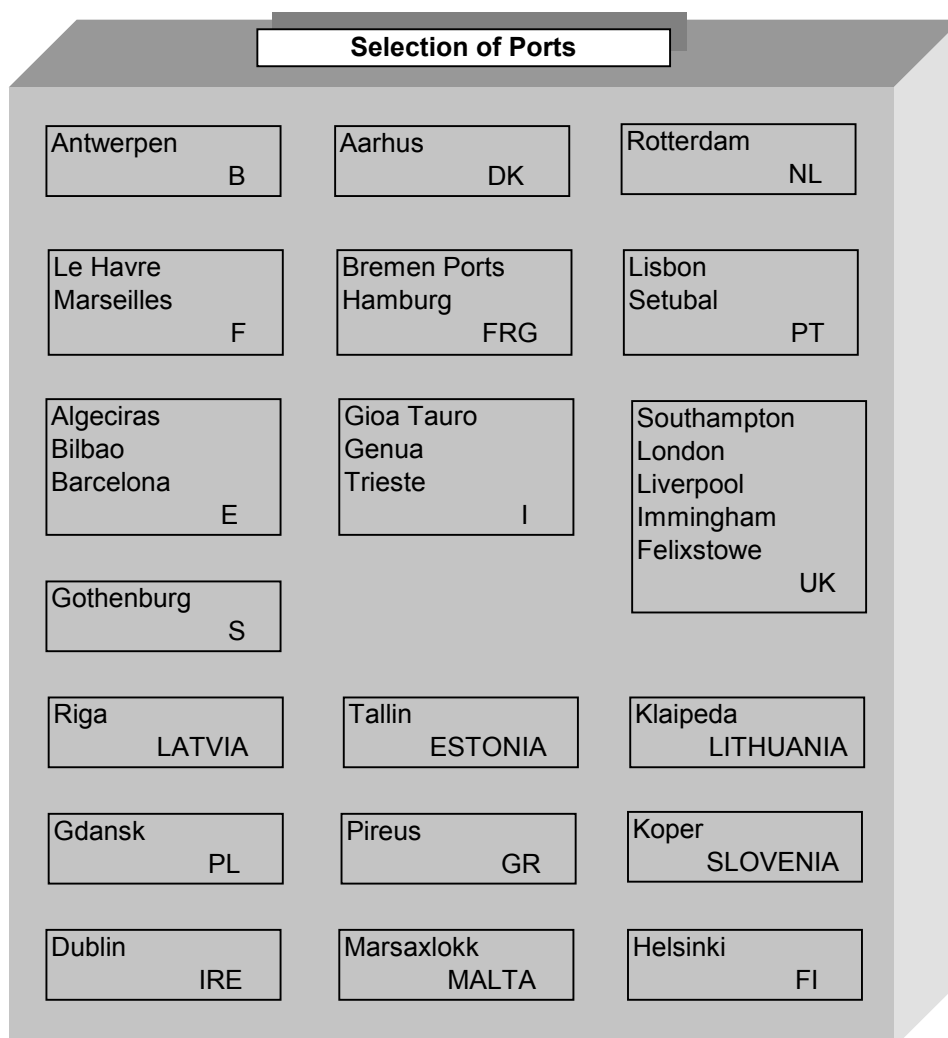 Selection of Ports
Antwerpen
B
Aarhus
DK
Rotterdam
NL
Le Havre
Marseilles
F
Bremen Ports
Hamburg
FRG
Lisbon
Setubal
PT
Algeciras
Bilbao
Barcelona
E
Gioa Tauro
Genua
Trieste
I
Southampton
London
Liverpool
Immingham
Felixstowe
UK
Gothenburg
S
Riga
LATVIA
Tallin
ESTONIA
Klaipeda
LITHUANIA
Gdansk
PL
Pireus
GR
Koper
SLOVENIA
Dublin
IRE
Marsaxlokk
MALTA
Helsinki
FI